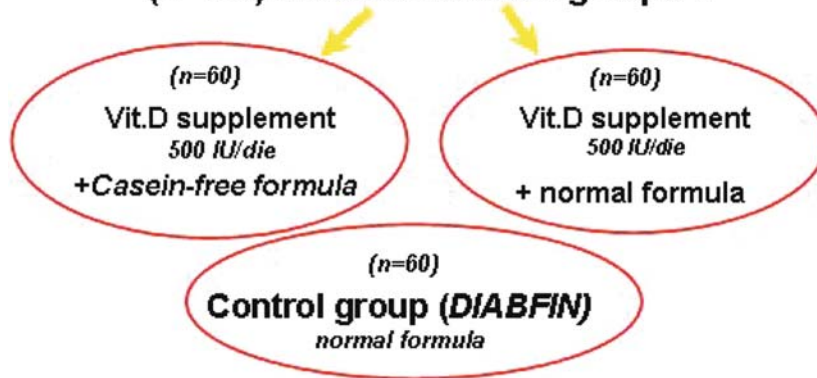 (n=60)
Vit.D supplement
500 IU/die
+Casein-free formula
(n=60)
Vit.D supplement
500 IU/die
+ normal formula
(n=60)
Control group (DIABFIN)
normal formula